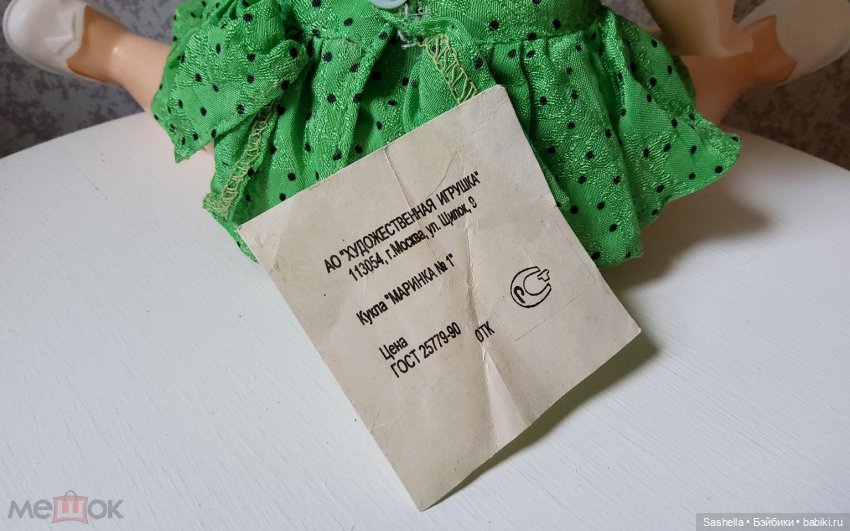 АО "ХУДОЖЕСТВЕННАЯ ИГРУШКА"
113054, г.Москва, ул. Щипок, 9
Кукла "МАРИНКА № 1"
Цена
ГОСТ 25779-90 ОТК
РСТ
мешок
Sashella • Бэйбики • babiki.ru